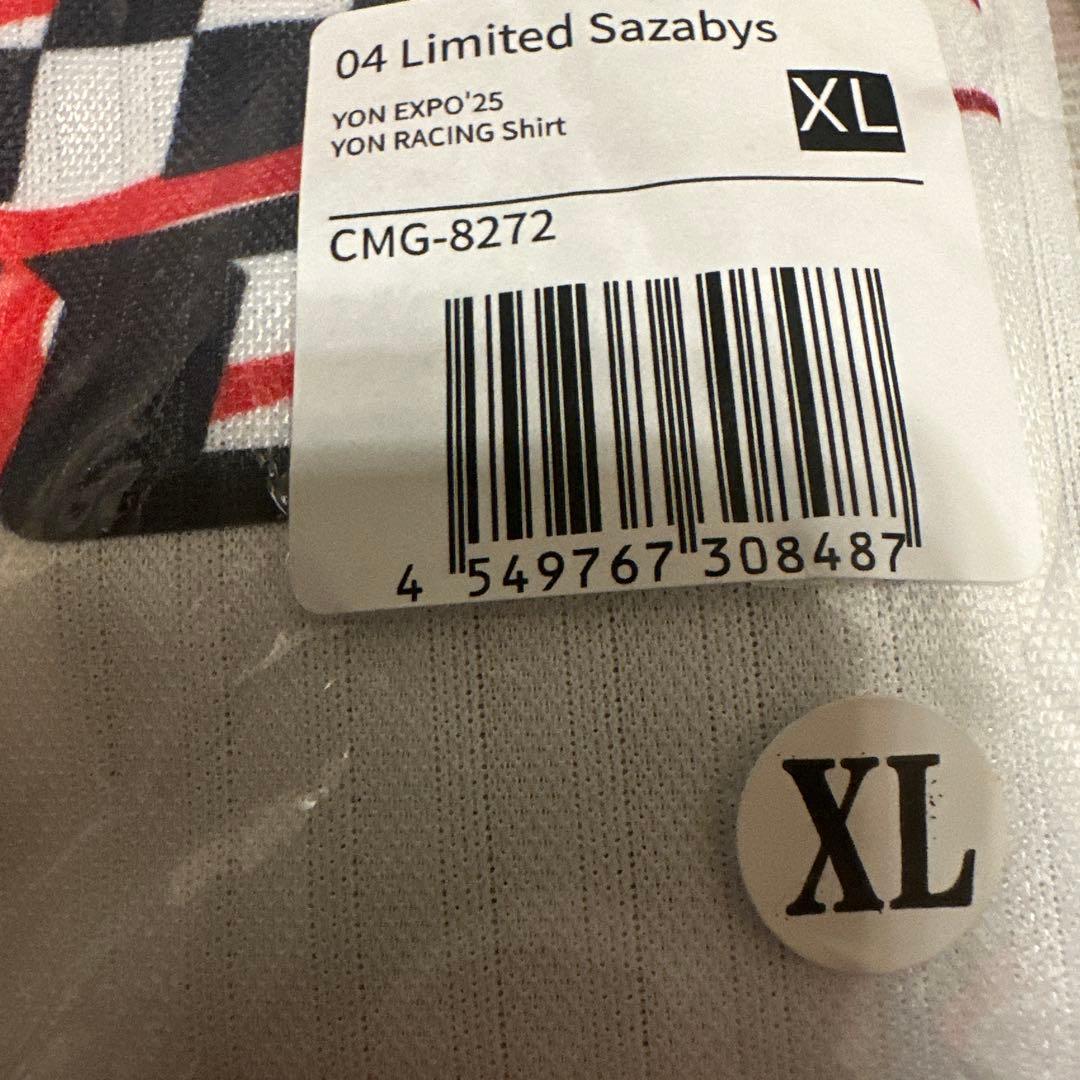 04 Limited Sazabys
YON EXPO'25
YON RACING Shirt
XL
CMG-8272
4 549767 308487
XL